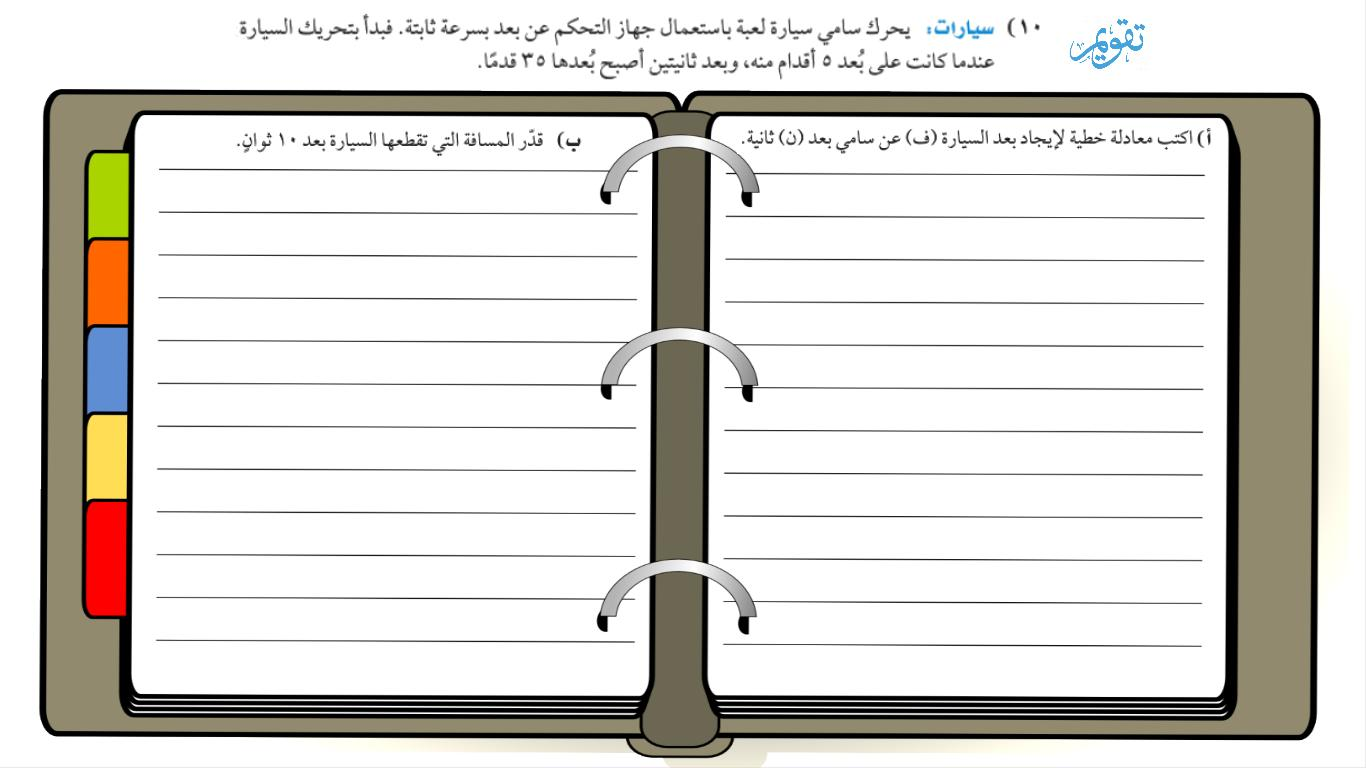 تقويم
١٠) سيارات: يحرك سامي سيارة لعبة باستعمال جهاز التحكم عن بعد بسرعة ثابتة. فبدأ بتحريك السيارة
عندما كانت على بُعد ٥ أقدام منه، وبعد ثانيتين أصبح بُعدها ٣٥ قدمًا.
أ) اكتب معادلة خطية لإيجاد بعد السيارة (ف) عن سامي بعد (ن) ثانية.
ب) قدّر المسافة التي تقطعها السيارة بعد ١٠ ثوانٍ.